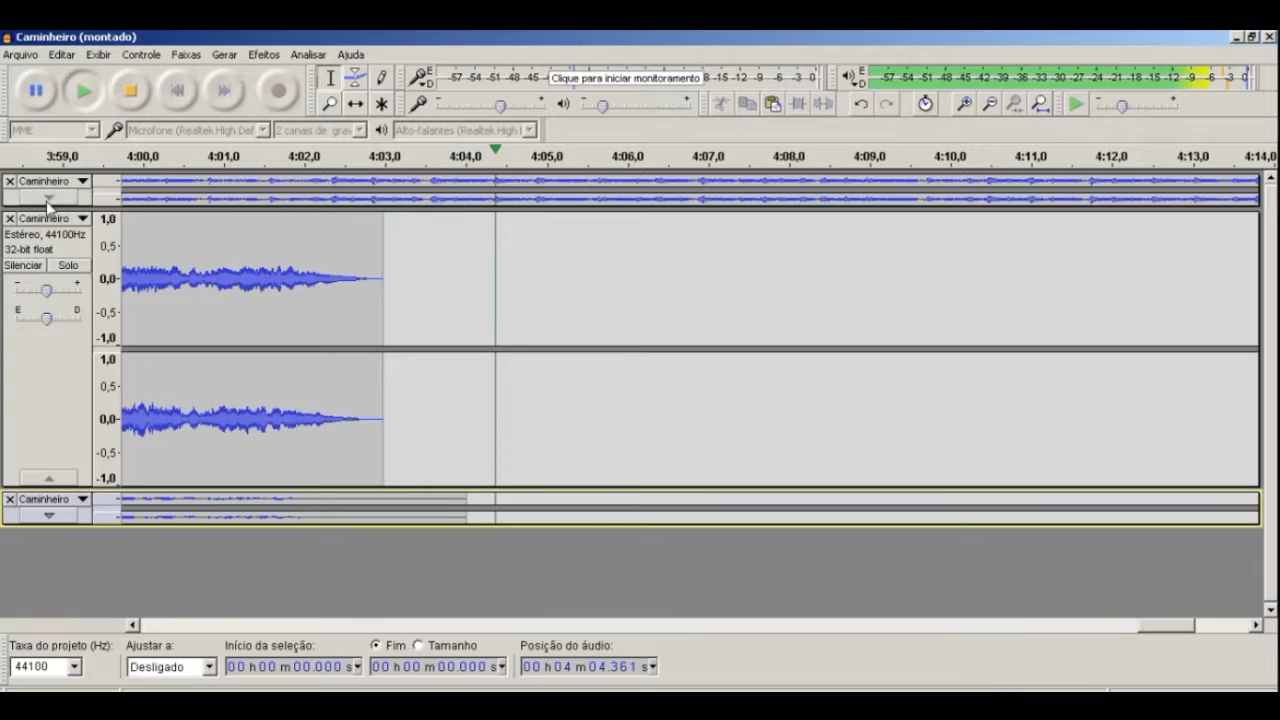 Caminheiro (montado)
Arquivo Editar Exibir Controle Faixas Gerar Efeitos Analisar Ajuda
E D -57 -54 -51 -48 -45 Clique para iniciar monitoramento 8 -15 -12 -9 -6 -3 0 E D -57 -54 -51 -48 -45 -42 -39 -36 -33 -30 -27 -24 -21 -18 -15 -12 -9 -6 -3 0
- + - + - +
MME Microfone (Realtek High Def 2 canais de grav Alto-falantes (Realtek High
3:59,0 4:00,0 4:01,0 4:02,0 4:03,0 4:04,0 4:05,0 4:06,0 4:07,0 4:08,0 4:09,0 4:10,0 4:11,0 4:12,0 4:13,0 4:14,0
Caminheiro
Caminheiro 1,0
Estéreo, 44100Hz
32-bit float 0,5
Silenciar Solo
- + 0,0
E D -0,5
-1,0
1,0
0,5
0,0
-0,5
-1,0
Caminheiro
Taxa do projeto (Hz): Ajustar a: Início da seleção: Fim Tamanho Posição do áudio:
44100 Desligado 00 h 00 m 00.000 s 00 h 00 m 00.000 s 00 h 04 m 04.361 s